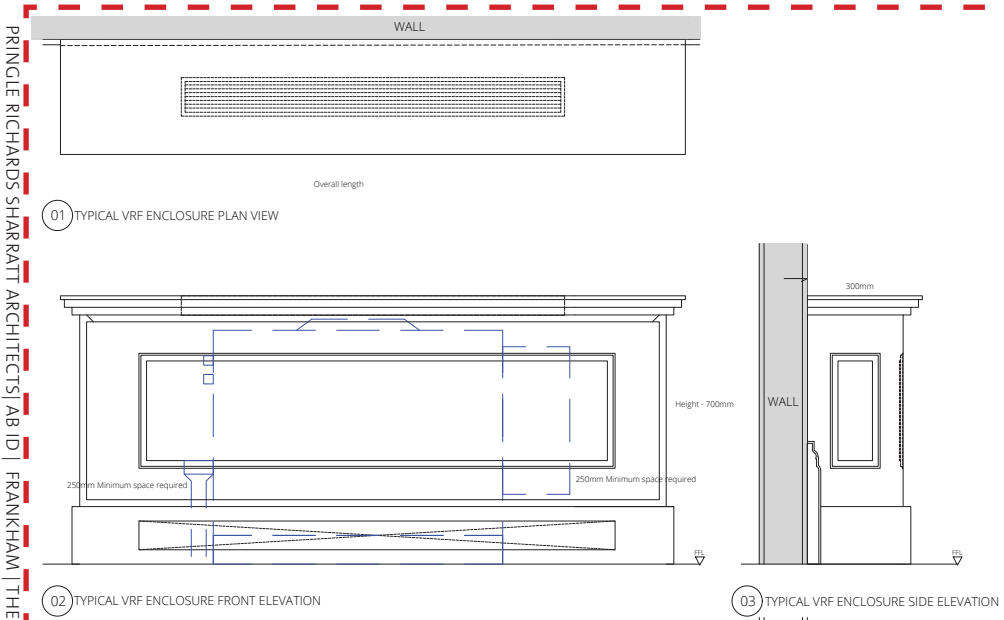 PRINGLE RICHARDS SHARRATT ARCHITECTS| AB ID | FRANKHAM | THE
WALL
Overall length
01 TYPICAL VRF ENCLOSURE PLAN VIEW
300mm
Height - 700mm
WALL
250mm Minimum space required
250mm Minimum space required
FFL
FFL
02 TYPICAL VRF ENCLOSURE FRONT ELEVATION
03 TYPICAL VRF ENCLOSURE SIDE ELEVATION